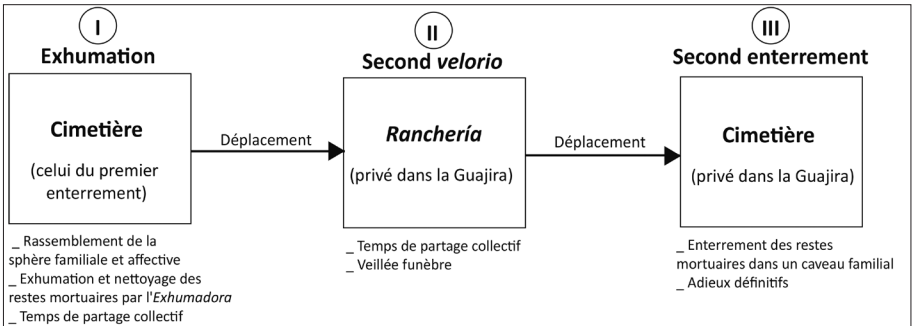 I
Exhumation
Cimetière
(celui du premier
enterrement)
_ Rassemblement de la
sphère familiale et affective
_ Exhumation et nettoyage des
restes mortuaires par l'Exhumadora
_ Temps de partage collectif
Déplacement
II
Second velorio
Ranchería
(privé dans la Guajira)
_ Temps de partage collectif
_ Veillée funèbre
Déplacement
III
Second enterrement
Cimetière
(privé dans la Guajira)
_ Enterrement des restes
mortuaires dans un caveau familial
_ Adieux définitifs